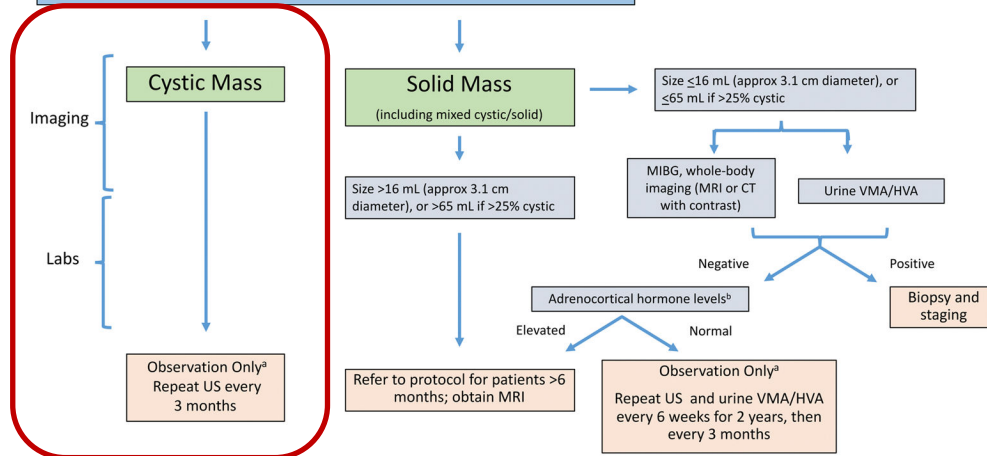 Imaging
Labs
Cystic Mass
Observation Onlyᵃ
Repeat US every
3 months
Solid Mass
(including mixed cystic/solid)
Size >16 mL (approx 3.1 cm
diameter), or >65 mL if >25% cystic
Size ≤16 mL (approx 3.1 cm diameter), or
≤65 mL if >25% cystic
MIBG, whole-body
imaging (MRI or CT
with contrast)
Urine VMA/HVA
Negative
Positive
Adrenocortical hormone levelsᵇ
Biopsy and
staging
Elevated
Normal
Refer to protocol for patients >6
months; obtain MRI
Observation Onlyᵃ
Repeat US and urine VMA/HVA
every 6 weeks for 2 years, then
every 3 months